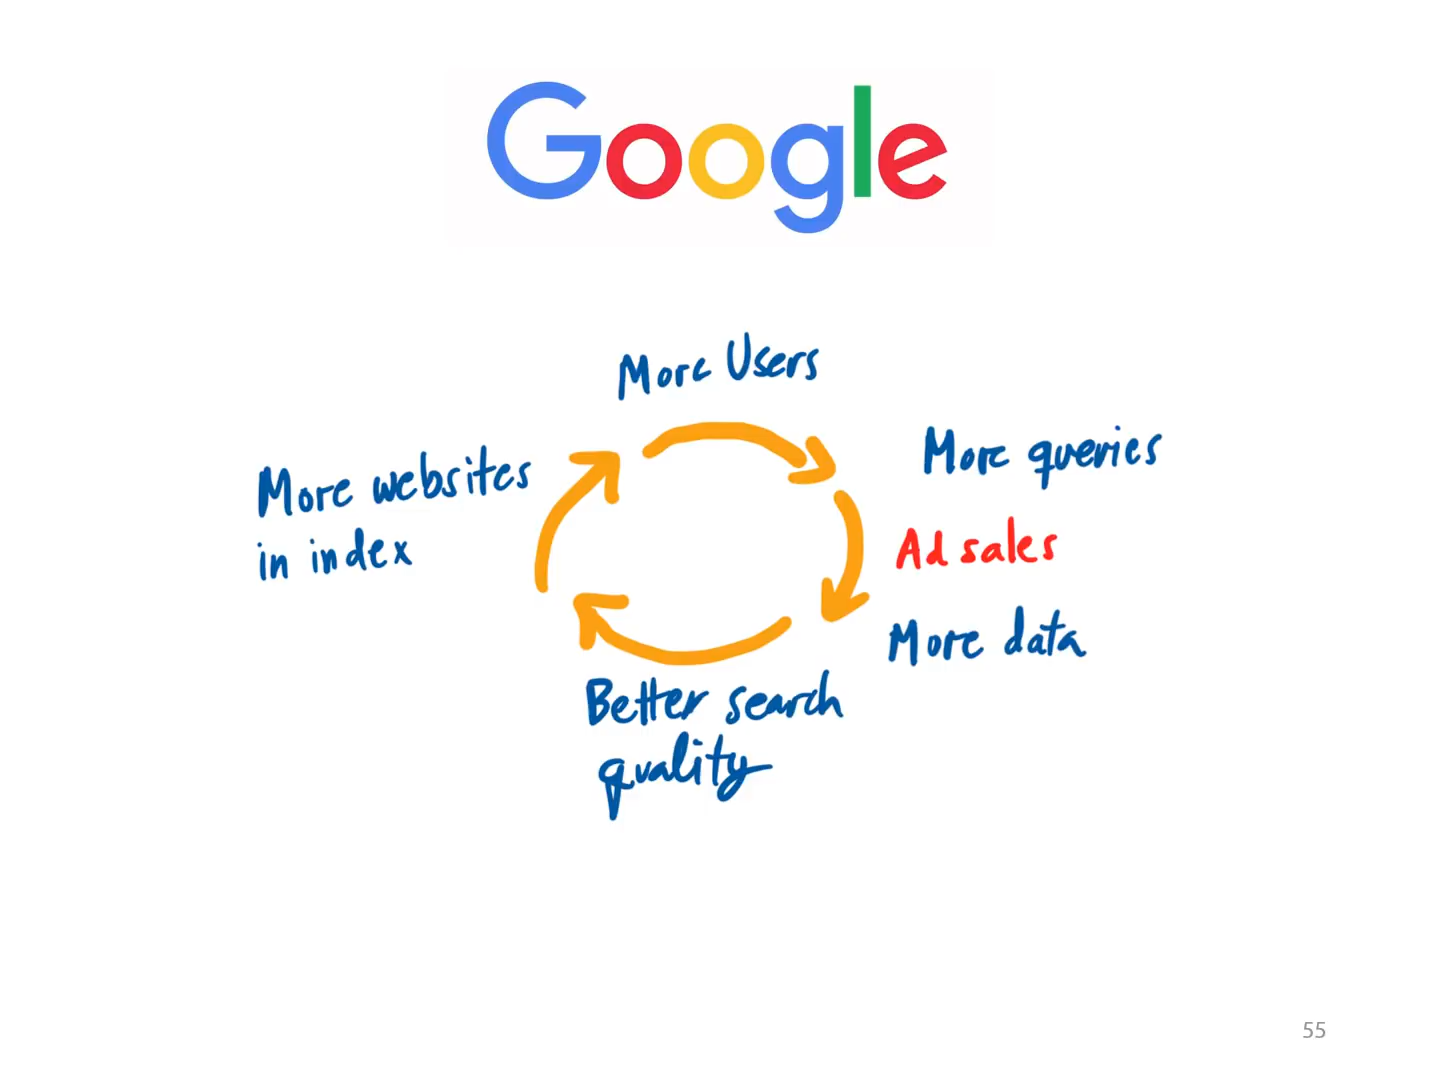 Google
More Users
More queries
More websites
in index
Ad sales
More data
Better search
quality
55